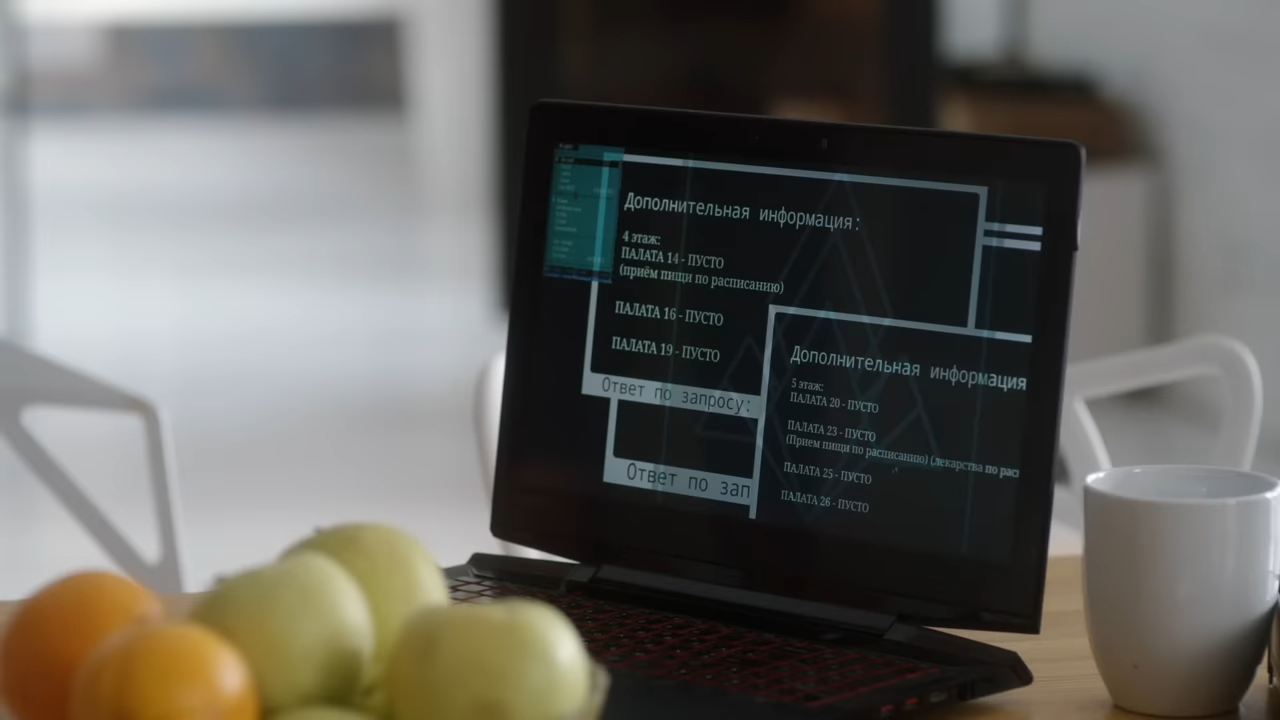 Дополнительная информация:
4 этаж:
ПАЛАТА 14 - ПУСТО
(приём пищи по расписанию)
ПАЛАТА 16 - ПУСТО
ПАЛАТА 19 - ПУСТО
Ответ по запросу:
Ответ по зап
Дополнительная информация
5 этаж:
ПАЛАТА 20 - ПУСТО
ПАЛАТА 23 - ПУСТО
(Прием пищи по расписанию) (лекарства по рас
ПАЛАТА 25 - ПУСТО
ПАЛАТА 26 - ПУСТО